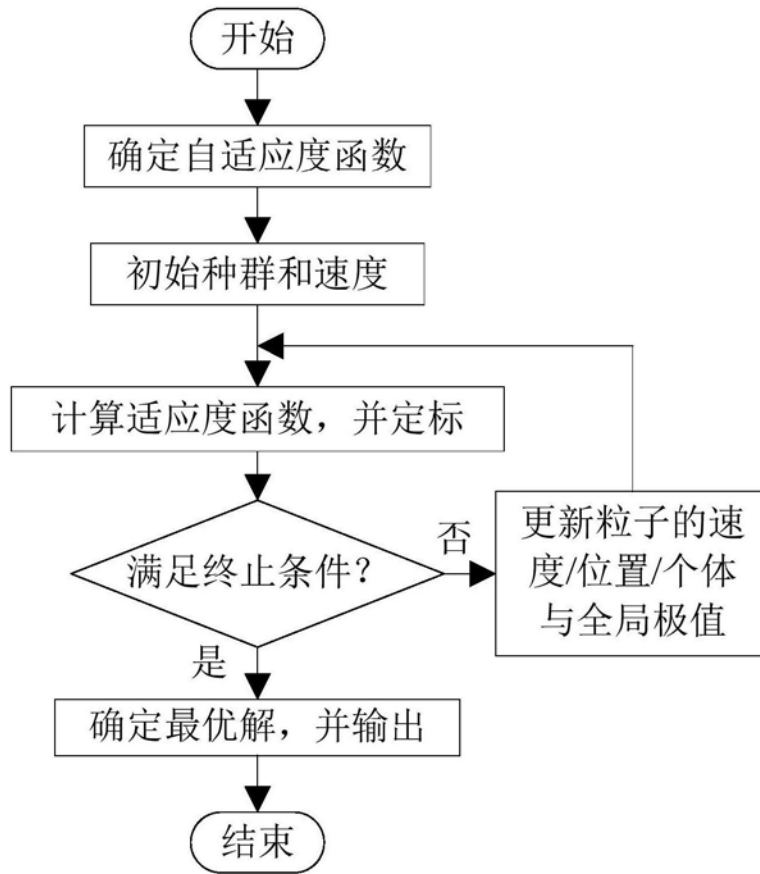 开始
确定自适应度函数
初始种群和速度
计算适应度函数，并定标
满足终止条件？
否
更新粒子的速
度/位置/个体
与全局极值
是
确定最优解，并输出
结束